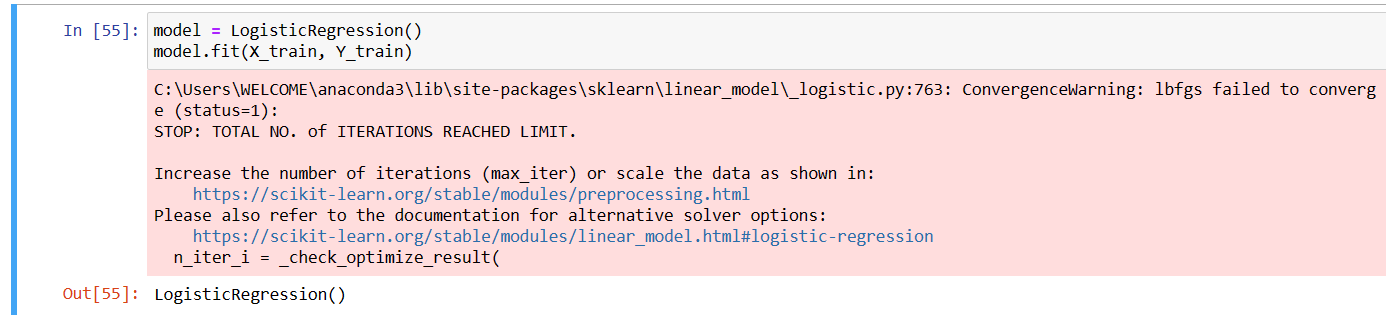 In [55]: model = LogisticRegression()
model.fit(X_train, Y_train)
C:\Users\WELCOME\anaconda3\lib\site-packages\sklearn\linear_model\_logistic.py:763: ConvergenceWarning: lbfgs failed to converg
e (status=1):
STOP: TOTAL NO. of ITERATIONS REACHED LIMIT.
Increase the number of iterations (max_iter) or scale the data as shown in:
https://scikit-learn.org/stable/modules/preprocessing.html
Please also refer to the documentation for alternative solver options:
https://scikit-learn.org/stable/modules/linear_model.html#logistic-regression
n_iter_i = _check_optimize_result(
Out[55]: LogisticRegression()